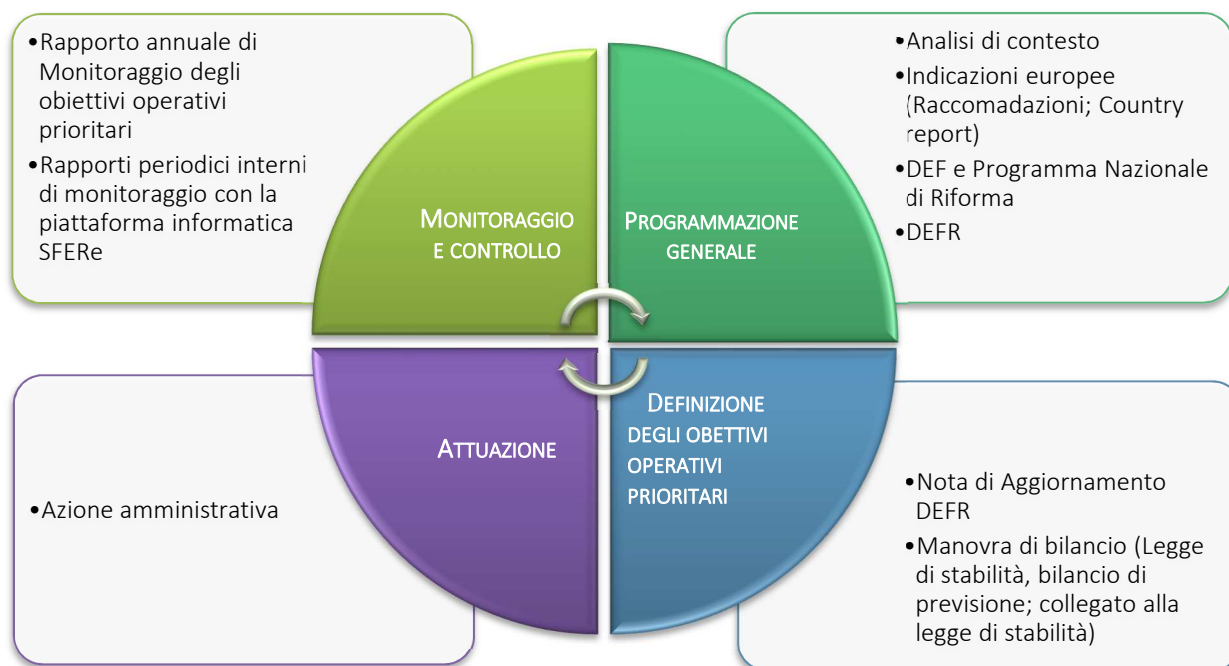 •Rapporto annuale di
Monitoraggio degli
obiettivi operativi
prioritari
•Rapporti periodici interni
di monitoraggio con la
piattaforma informatica
SFERe
MONITORAGGIO
E CONTROLLO
PROGRAMMAZIONE
GENERALE
•Analisi di contesto
•Indicazioni europee
(Raccomadazioni; Country
report)
•DEF e Programma Nazionale
di Riforma
•DEFR
•Azione amministrativa
ATTUAZIONE
DEFINIZIONE
DEGLI OBETTIVI
OPERATIVI
PRIORITARI
•Nota di Aggiornamento
DEFR
•Manovra di bilancio (Legge
di stabilità, bilancio di
previsione; collegato alla
legge di stabilità)